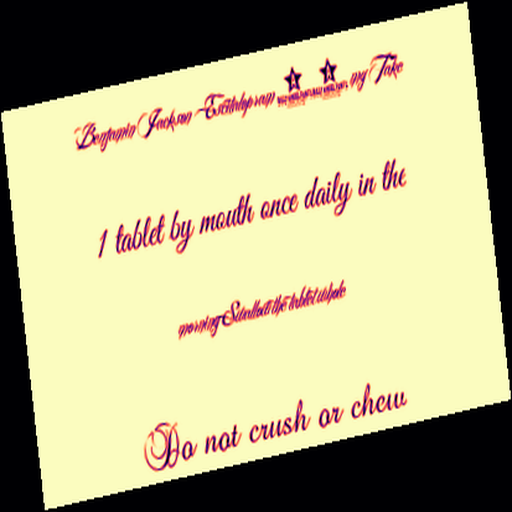 Benjamin Jackson Escitalopram mg Take
1 tablet by mouth once daily in the
morning Swallow the tablet whole
Do not crush or chew